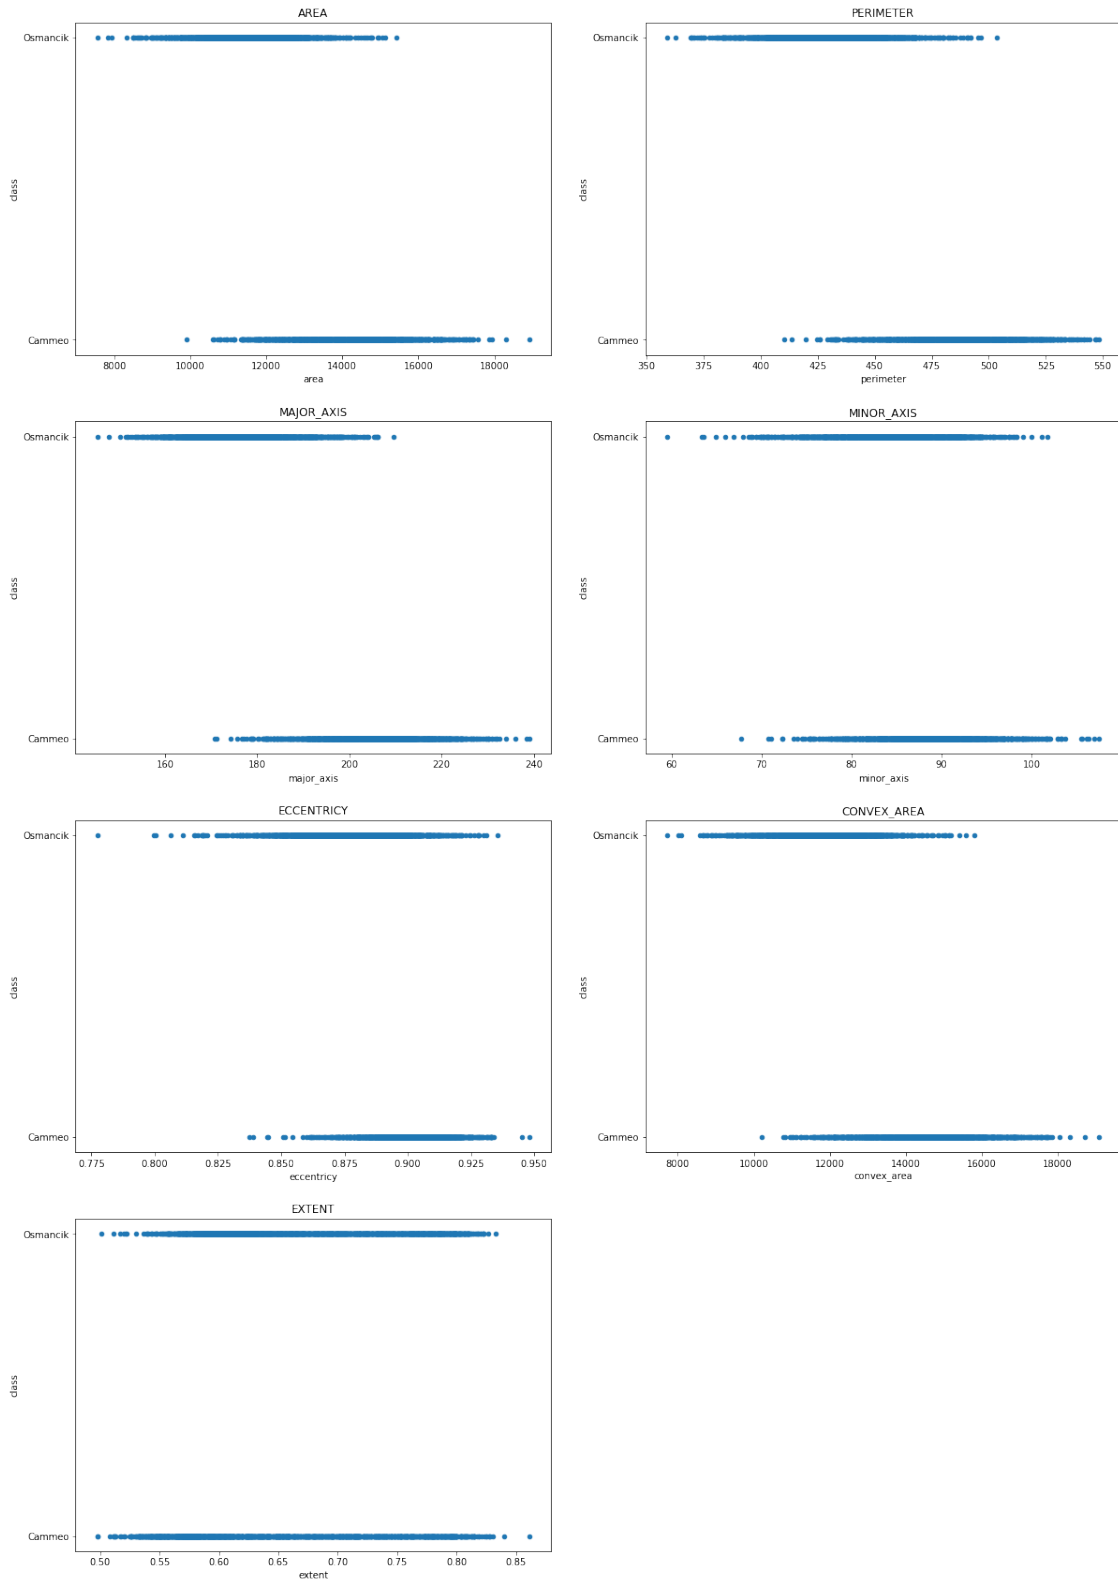 AREA
Osmancik
class
Cammeo
8000 10000 12000 14000 16000 18000
area
PERIMETER
Osmancik
class
Cammeo
350 375 400 425 450 475 500 525 550
perimeter
MAJOR_AXIS
Osmancik
class
Cammeo
160 180 200 220 240
major_axis
MINOR_AXIS
Osmancik
class
Cammeo
60 70 80 90 100
minor_axis
ECCENTRICY
Osmancik
class
Cammeo
0.775 0.800 0.825 0.850 0.875 0.900 0.925 0.950
eccentricy
CONVEX_AREA
Osmancik
class
Cammeo
8000 10000 12000 14000 16000 18000
convex_area
EXTENT
Osmancik
class
Cammeo
0.50 0.55 0.60 0.65 0.70 0.75 0.80 0.85
extent